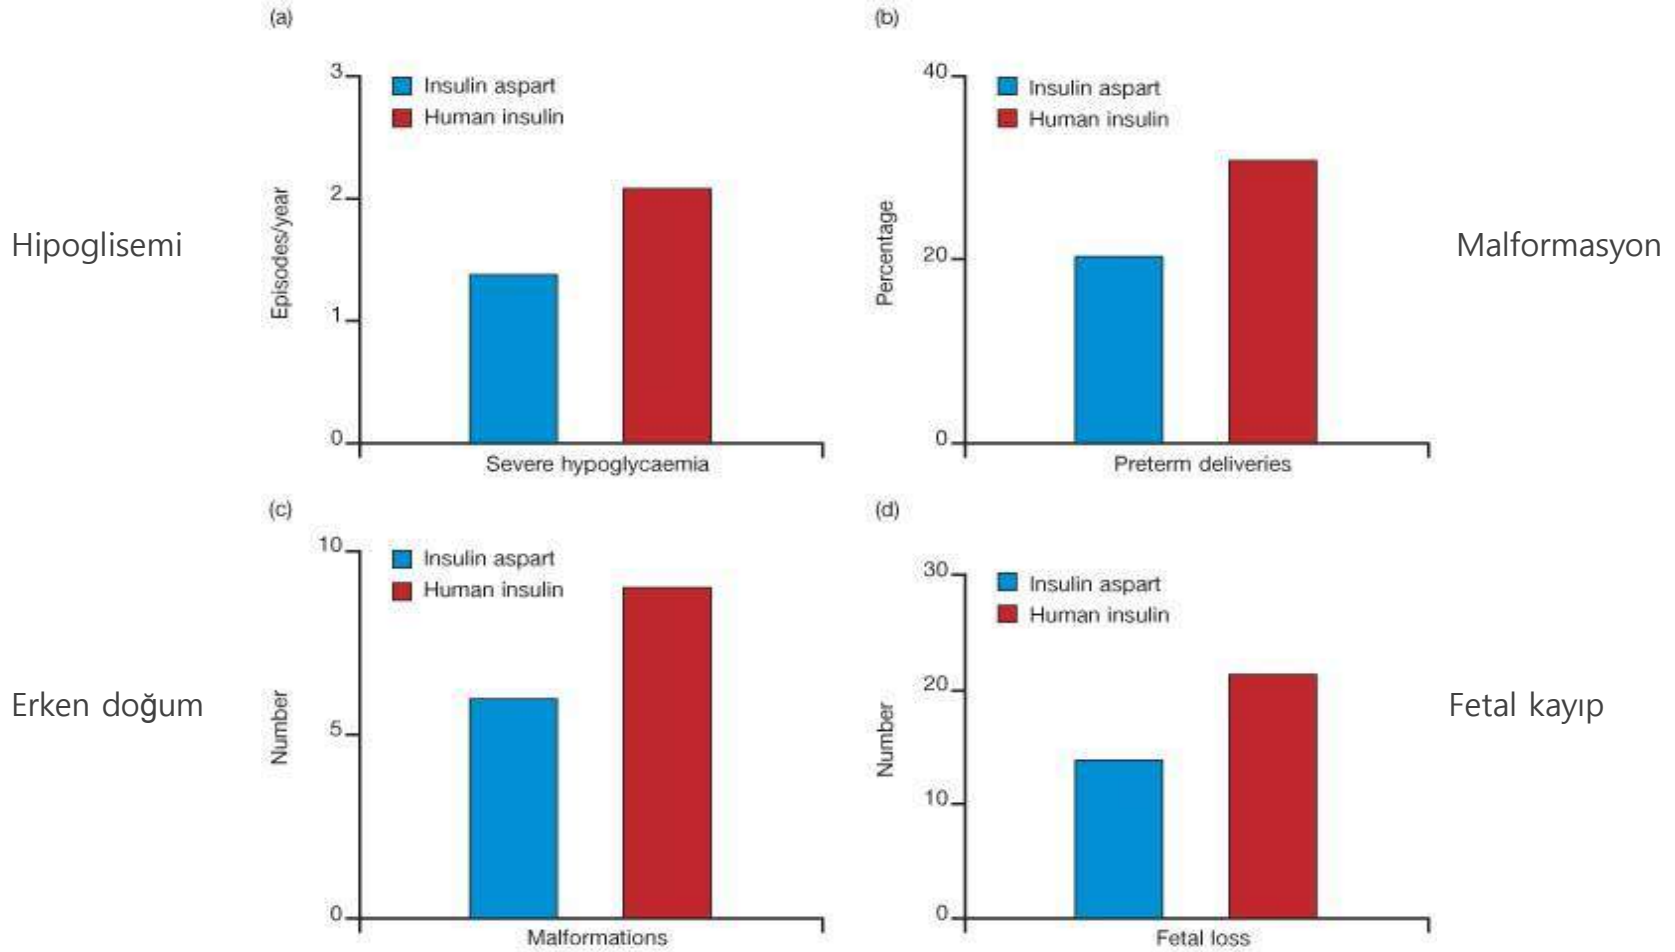 (a)
3
2
1
0
Episodes/year
Insulin aspart
Human insulin
Severe hypoglycaemia
Hipoglisemi
(b)
40
20
0
Percentage
Insulin aspart
Human insulin
Preterm deliveries
Malformasyon
(c)
10
5
0
Number
Insulin aspart
Human insulin
Malformations
Erken doğum
(d)
30
20
10
0
Number
Insulin aspart
Human insulin
Fetal loss
Fetal kayıp